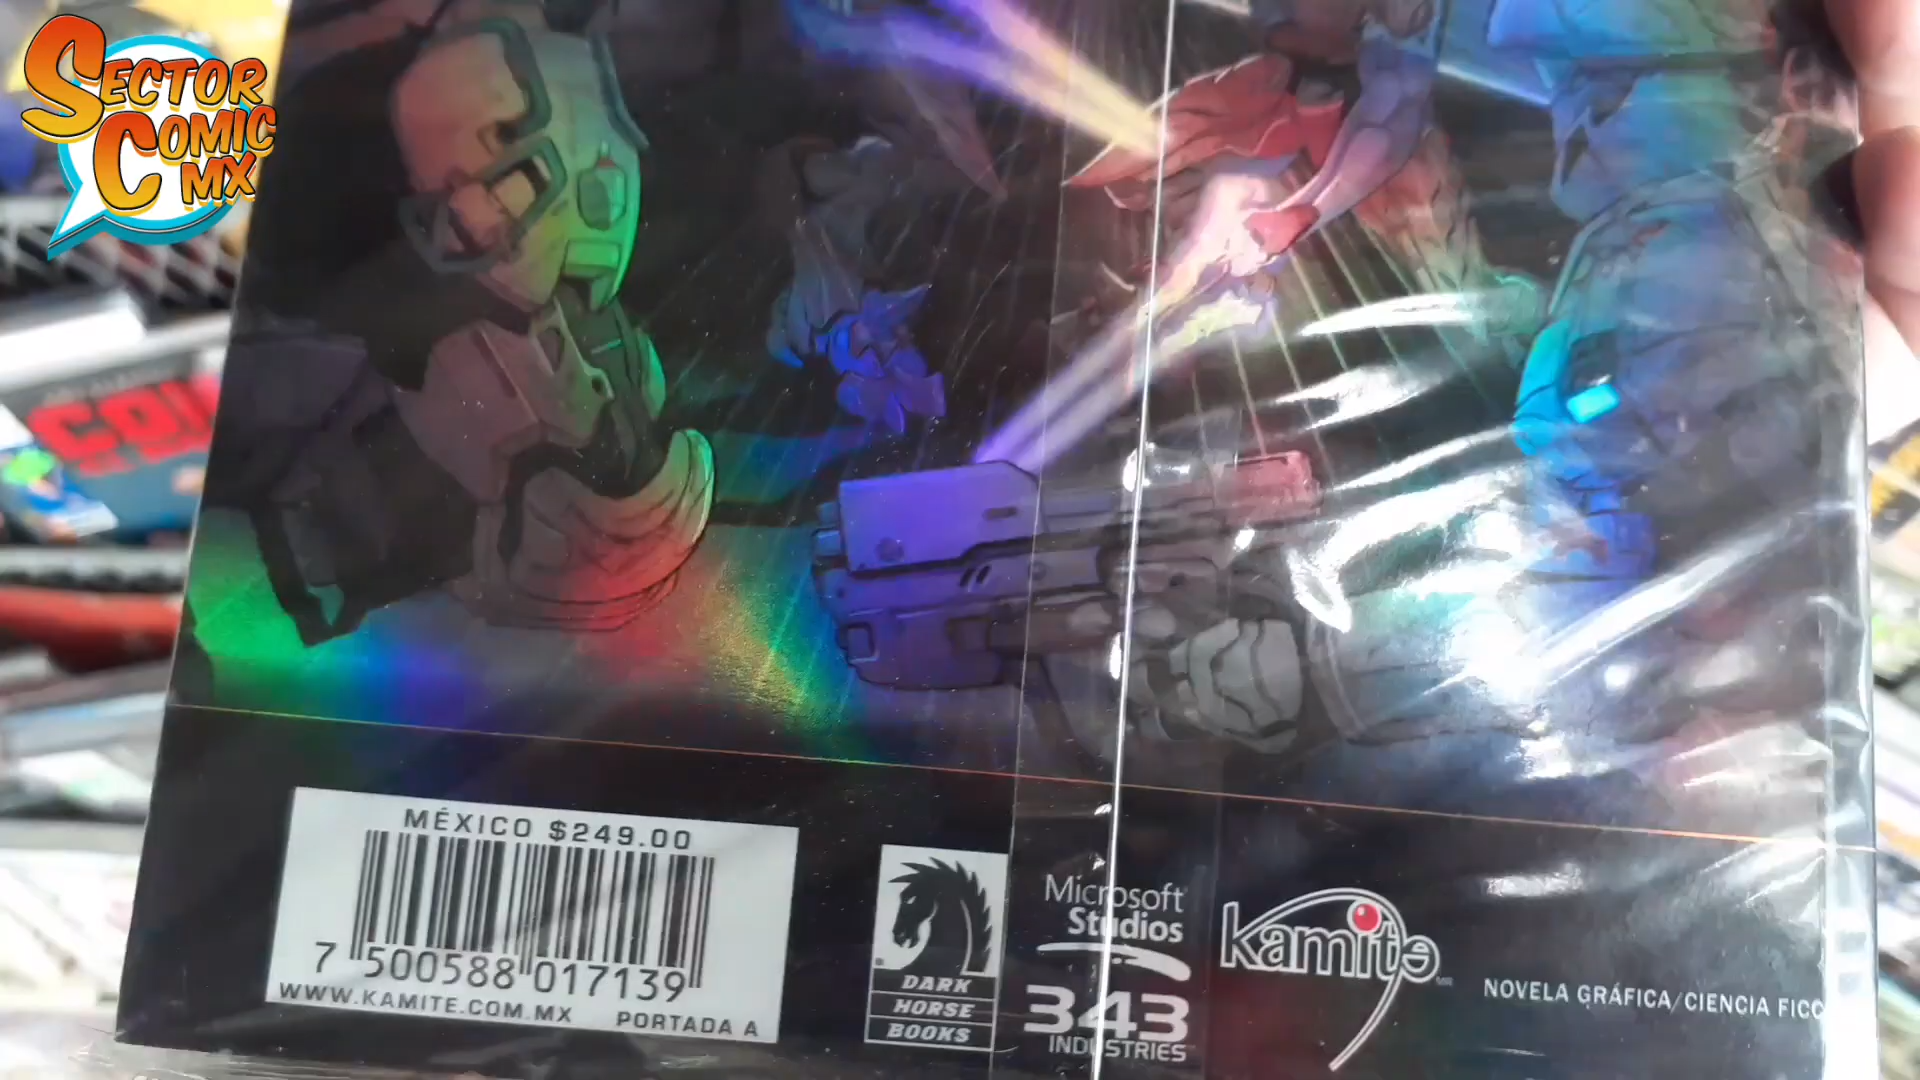 SECTOR
COMIC
MX
MÉXICO $249.00
7 500588 017139
WWW.KAMITE.COM.MX PORTADA A
DARK
HORSE
BOOKS
Microsoft
Studios
343
INDUSTRIES
kamite
MR
NOVELA GRÁFICA/CIENCIA FICC